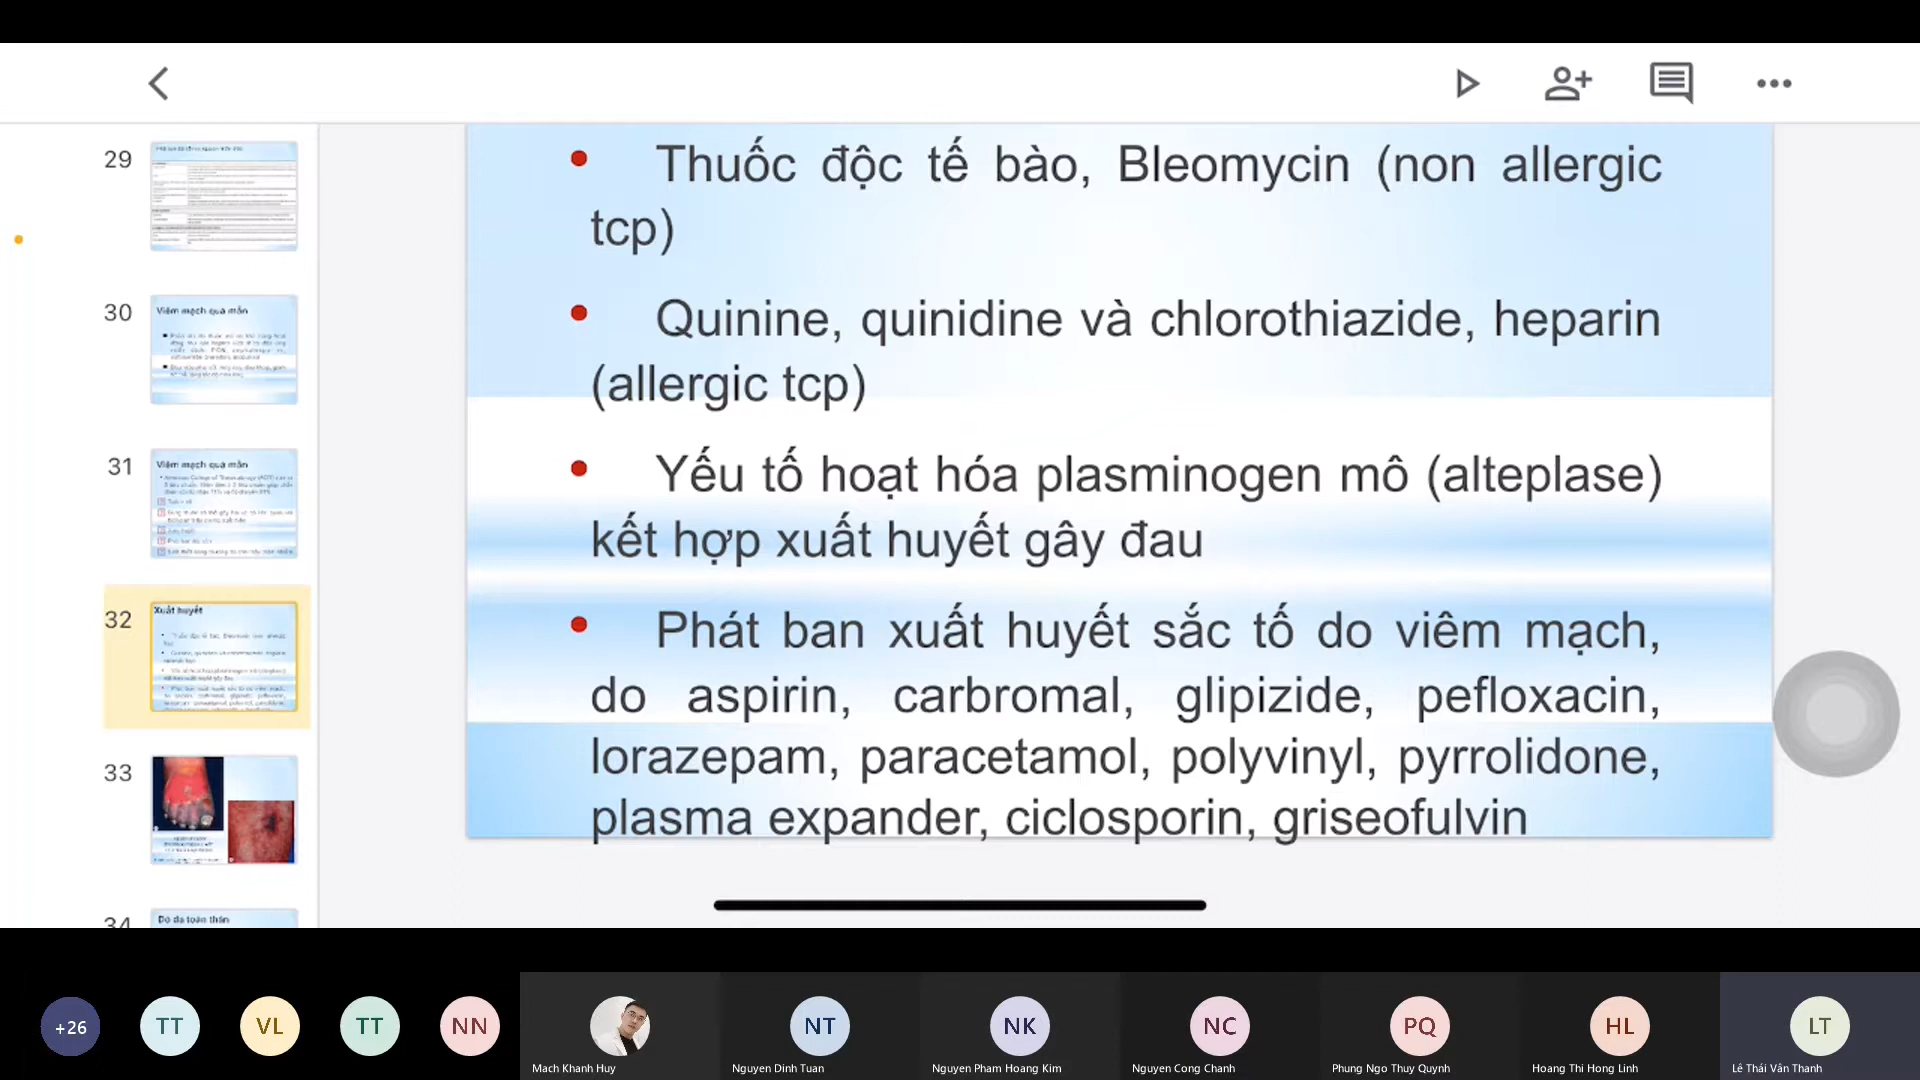 29
30
Viêm mạch quá mẫn
31
Viêm mạch quá mẫn
32
Xuất huyết
33
34
Đỏ da toàn thân
Thuốc độc tế bào, Bleomycin (non allergic
tcp)
Quinine, quinidine và chlorothiazide, heparin
(allergic tcp)
Yếu tố hoạt hóa plasminogen mô (alteplase)
kết hợp xuất huyết gây đau
Phát ban xuất huyết sắc tố do viêm mạch,
do aspirin, carbromal, glipizide, pefloxacin,
lorazepam, paracetamol, polyvinyl, pyrrolidone,
plasma expander, ciclosporin, griseofulvin
+26
TT
VL
TT
NN
NT
NK
NC
PQ
HL
LT
Mach Khanh Huy
Nguyen Dinh Tuan
Nguyen Pham Hoang Kim
Nguyen Cong Chanh
Phung Ngo Thuy Quynh
Hoang Thi Hong Linh
Lê Thái Vân Thanh